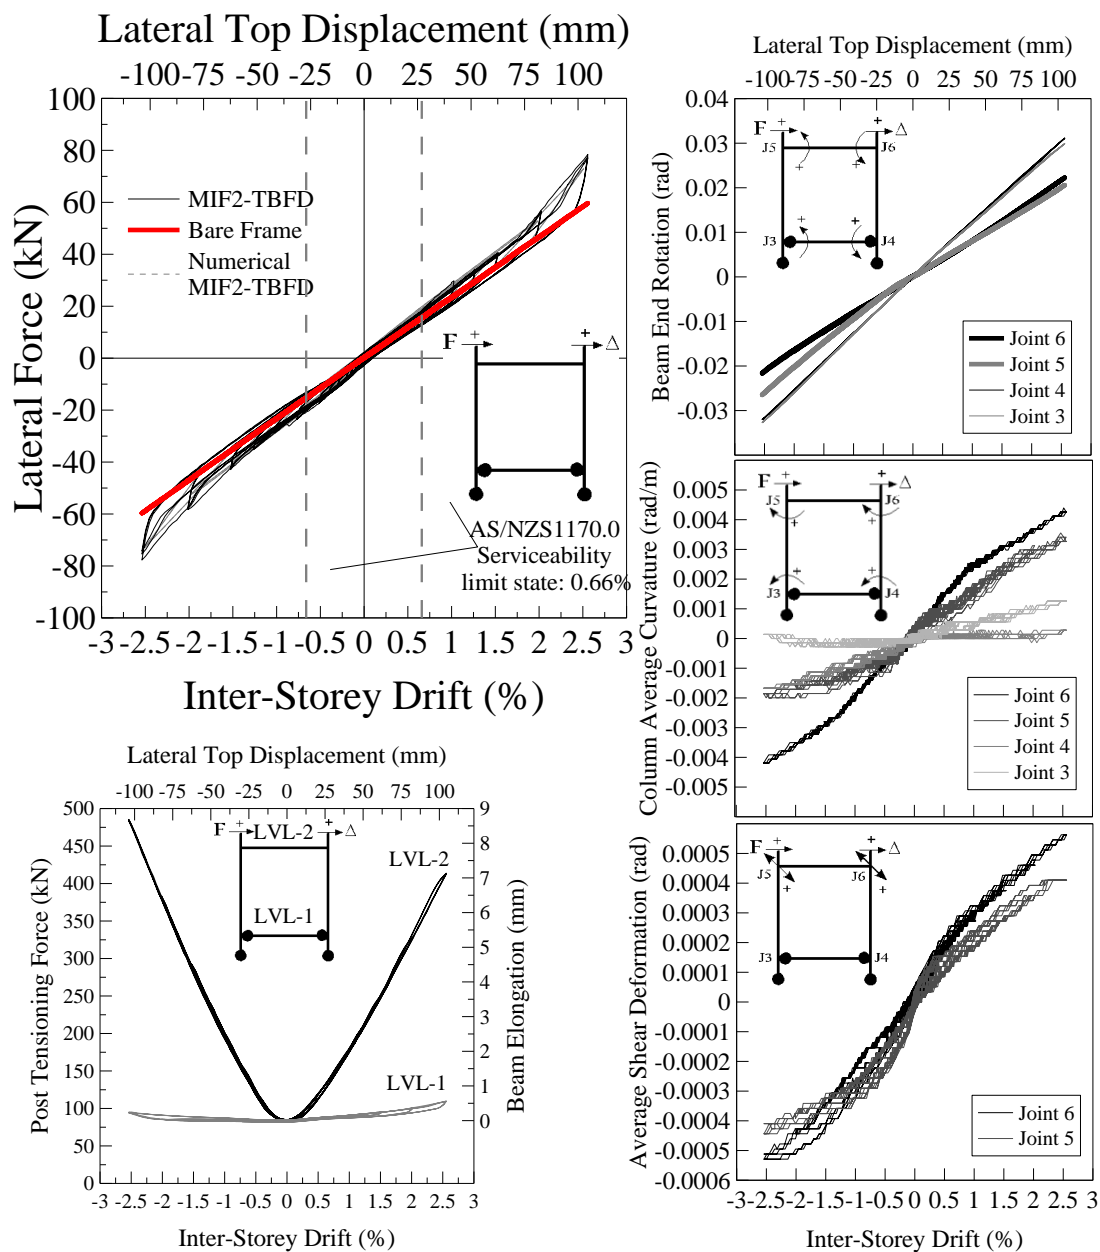 Lateral Top Displacement (mm)
-100 -75 -50 -25 0 25 50 75 100
100
80
60
40
20
0
-20
-40
-60
-80
-100
Lateral Force (kN)
MIF2-TBFD
Bare Frame
Numerical
MIF2-TBFD
F + + Δ
AS/NZS1170.0
Serviceability
limit state: 0.66%
-3 -2.5 -2 -1.5 -1 -0.5 0 0.5 1 1.5 2 2.5 3
Inter-Storey Drift (%)
Lateral Top Displacement (mm)
-100 -75 -50 -25 0 25 50 75 100
500
450
400
350
300
250
200
150
100
75
50
25
0
Post Tensioning Force (kN)
9
8
7
6
5
4
3
2
1
0
Beam Elongation (mm)
F + LVL-2 + Δ
LVL-1
LVL-2
LVL-1
-3 -2.5 -2 -1.5 -1 -0.5 0 0.5 1 1.5 2 2.5 3
Inter-Storey Drift (%)
Lateral Top Displacement (mm)
-100 -75 -50 -25 0 25 50 75 100
0.04
0.03
0.02
0.01
0
-0.01
-0.02
-0.03
Beam End Rotation (rad)
F + + Δ
J5 J6
+ +
+ +
J3 J4
Joint 6
Joint 5
Joint 4
Joint 3
0.005
0.004
0.003
0.002
0.001
0
-0.001
-0.002
-0.003
-0.004
-0.005
Column Average Curvature (rad/m)
F + + Δ
J5 J6
+ +
+ +
J3 J4
Joint 6
Joint 5
Joint 4
Joint 3
0.0005
0.0004
0.0003
0.0002
0.0001
0
-0.0001
-0.0002
-0.0003
-0.0004
-0.0005
-0.0006
Average Shear Deformation (rad)
F + + Δ
J5 J6
+ +
J3 J4
Joint 6
Joint 5
-3 -2.5 -2 -1.5 -1 -0.5 0 0.5 1 1.5 2 2.5 3
Inter-Storey Drift (%)